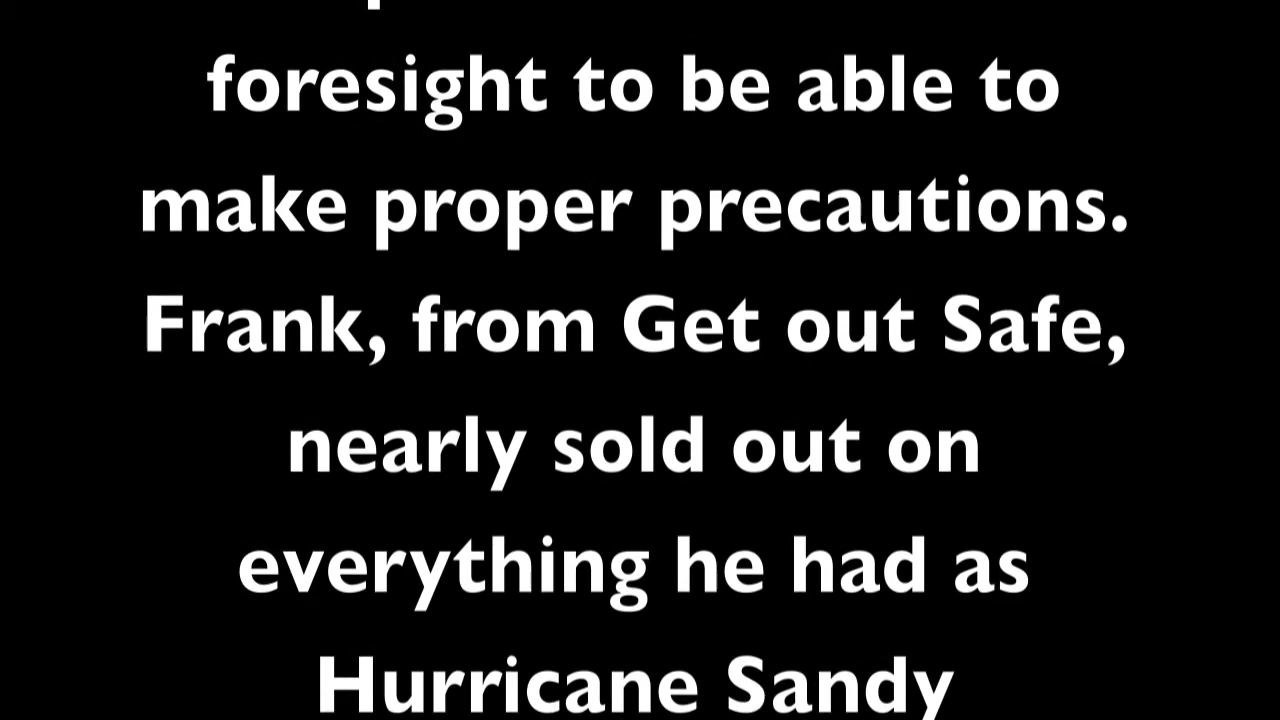 foresight to be able to
make proper precautions.
Frank, from Get out Safe,
nearly sold out on
everything he had as
Hurricane Sandy